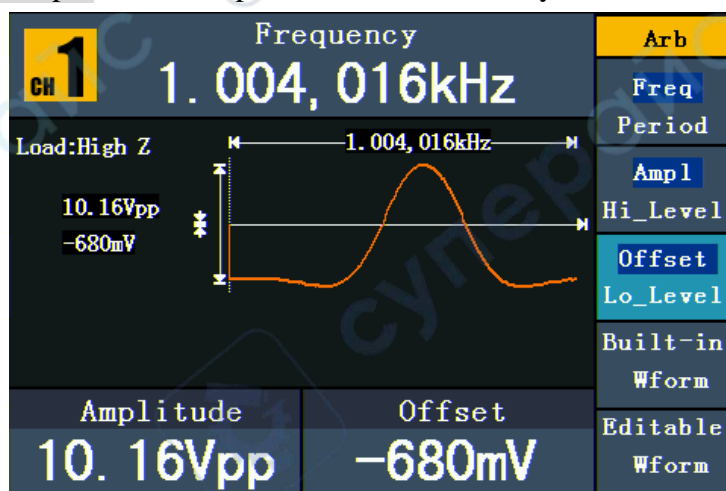 CH 1
Frequency
1.004,016kHz
Load:High Z
1.004,016kHz
10.16Vpp
-680mV
Amplitude
10.16Vpp
Offset
-680mV
Arb
Freq
Period
Ampl
Hi_Level
Offset
Lo_Level
Built-in
Wform
Editable
Wform
суперайс